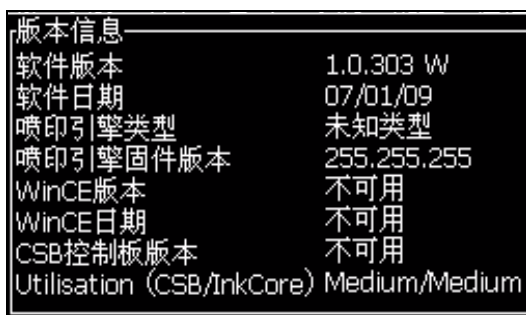 版本信息
软件版本 1.0.303 W
软件日期 07/01/09
喷印引擎类型 未知类型
喷印引擎固件版本 255.255.255
WinCE版本 不可用
WinCE日期 不可用
CSB控制板版本 不可用
Utilisation (CSB/InkCore) Medium/Medium